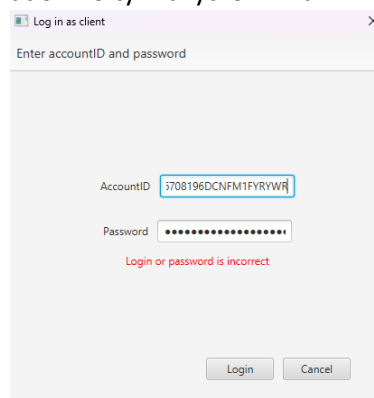 Log in as client
Enter accountID and password
AccountID 5708196DCNFM1FYRYWR
Password ••••••••••••••••••
Login or password is incorrect
Login Cancel